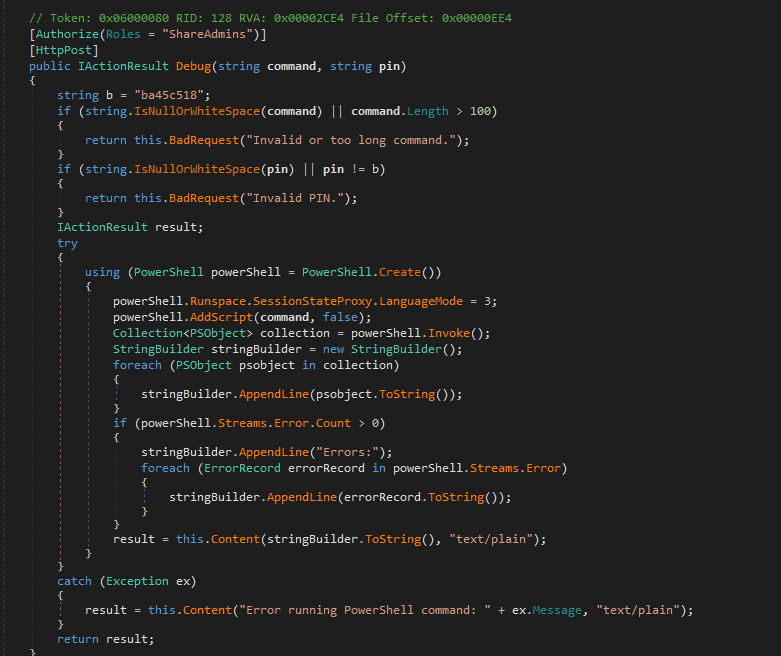 // Token: 0x06000080 RID: 128 RVA: 0x00002CE4 File Offset: 0x00000EE4
[Authorize(Roles = "ShareAdmins")]
[HttpPost]
public IActionResult Debug(string command, string pin)
{
    string b = "ba45c518";
    if (string.IsNullOrWhiteSpace(command) || command.Length > 100)
    {
        return this.BadRequest("Invalid or too long command.");
    }
    if (string.IsNullOrWhiteSpace(pin) || pin != b)
    {
        return this.BadRequest("Invalid PIN.");
    }
    IActionResult result;
    try
    {
        using (PowerShell powerShell = PowerShell.Create())
        {
            powerShell.Runspace.SessionStateProxy.LanguageMode = 3;
            powerShell.AddScript(command, false);
            Collection<PSObject> collection = powerShell.Invoke();
            StringBuilder stringBuilder = new StringBuilder();
            foreach (PSObject psobject in collection)
            {
                stringBuilder.AppendLine(psobject.ToString());
            }
            if (powerShell.Streams.Error.Count > 0)
            {
                stringBuilder.AppendLine("Errors:");
                foreach (ErrorRecord errorRecord in powerShell.Streams.Error)
                {
                    stringBuilder.AppendLine(errorRecord.ToString());
                }
            }
            result = this.Content(stringBuilder.ToString(), "text/plain");
        }
    }
    catch (Exception ex)
    {
        result = this.Content("Error running PowerShell command: " + ex.Message, "text/plain");
    }
    return result;
}